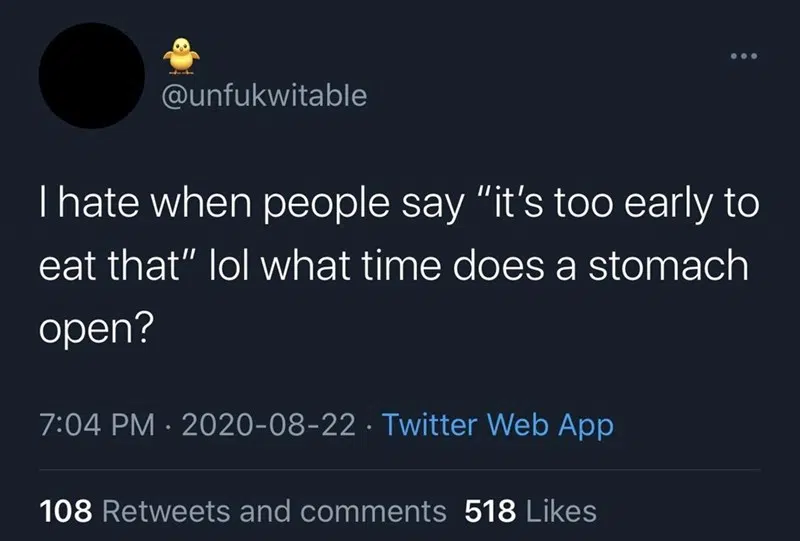 🐥
@unfukwitable
I hate when people say “it’s too early to
eat that” lol what time does a stomach
open?
7:04 PM · 2020-08-22 · Twitter Web App
108 Retweets and comments 518 Likes